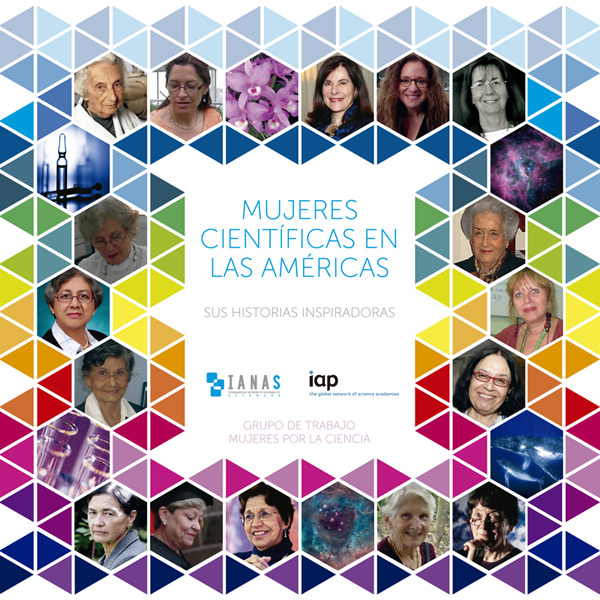 MUJERES
CIENTÍFICAS EN
LAS AMÉRICAS
SUS HISTORIAS INSPIRADORAS
IANAS
iap
the global network of science academies
GRUPO DE TRABAJO
MUJERES POR LA CIENCIA